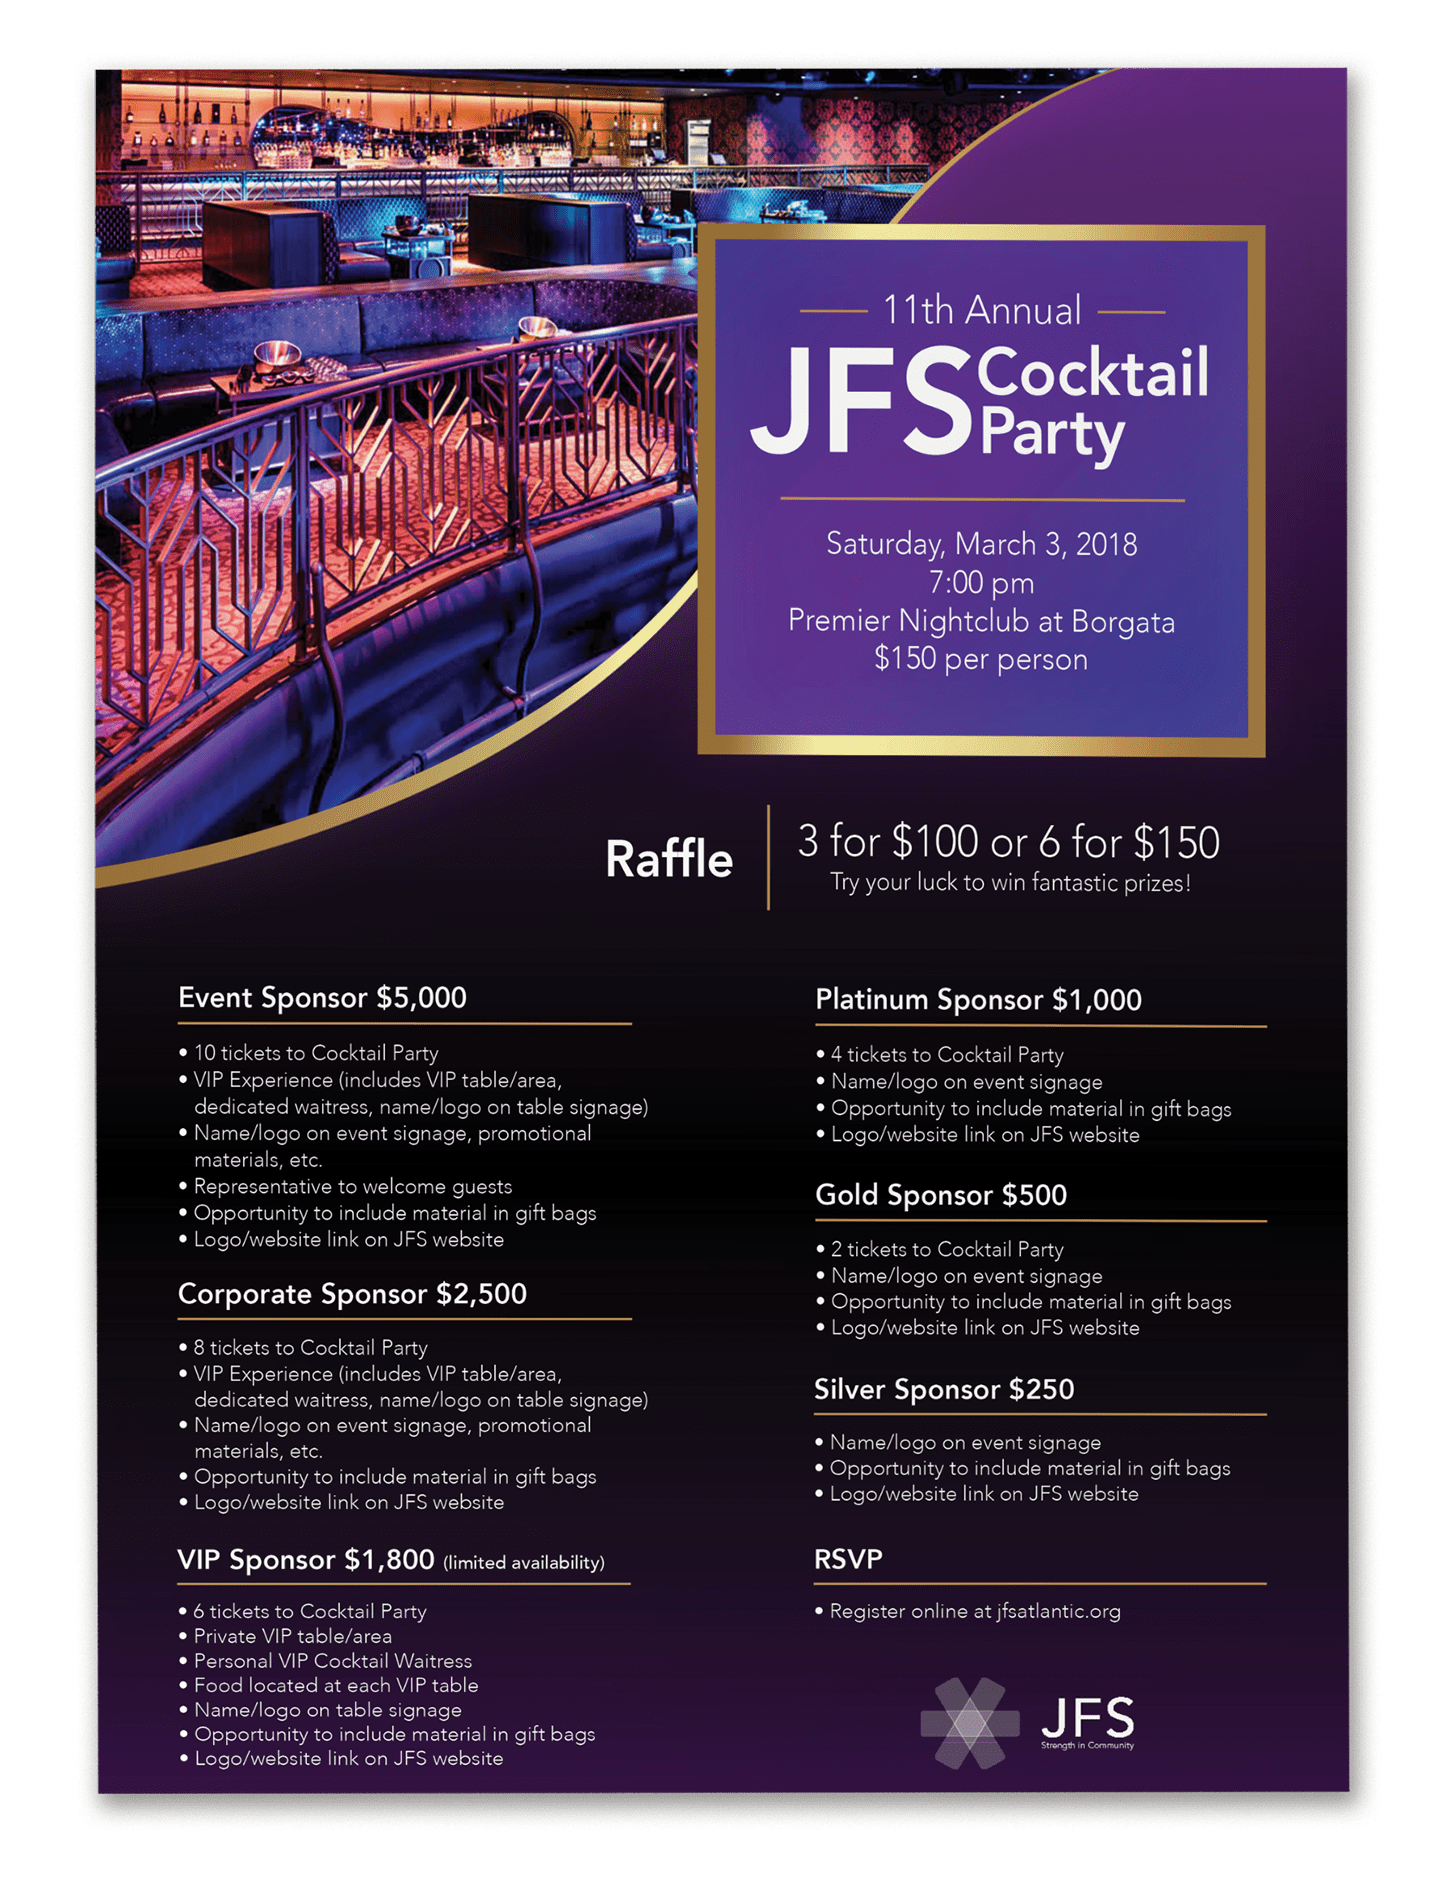 11th Annual
JFS Cocktail
Party
Saturday, March 3, 2018
7:00 pm
Premier Nightclub at Borgata
$150 per person
Raffle
3 for $100 or 6 for $150
Try your luck to win fantastic prizes!
Event Sponsor $5,000
• 10 tickets to Cocktail Party
• VIP Experience (includes VIP table/area,
dedicated waitress, name/logo on table signage)
• Name/logo on event signage, promotional
materials, etc.
• Representative to welcome guests
• Opportunity to include material in gift bags
• Logo/website link on JFS website
Corporate Sponsor $2,500
• 8 tickets to Cocktail Party
• VIP Experience (includes VIP table/area,
dedicated waitress, name/logo on table signage)
• Name/logo on event signage, promotional
materials, etc.
• Opportunity to include material in gift bags
• Logo/website link on JFS website
VIP Sponsor $1,800 (limited availability)
• 6 tickets to Cocktail Party
• Private VIP table/area
• Personal VIP Cocktail Waitress
• Food located at each VIP table
• Name/logo on table signage
• Opportunity to include material in gift bags
• Logo/website link on JFS website
Platinum Sponsor $1,000
• 4 tickets to Cocktail Party
• Name/logo on event signage
• Opportunity to include material in gift bags
• Logo/website link on JFS website
Gold Sponsor $500
• 2 tickets to Cocktail Party
• Name/logo on event signage
• Opportunity to include material in gift bags
• Logo/website link on JFS website
Silver Sponsor $250
• Name/logo on event signage
• Opportunity to include material in gift bags
• Logo/website link on JFS website
RSVP
• Register online at jfsatlantic.org
JFS
Strength in Community